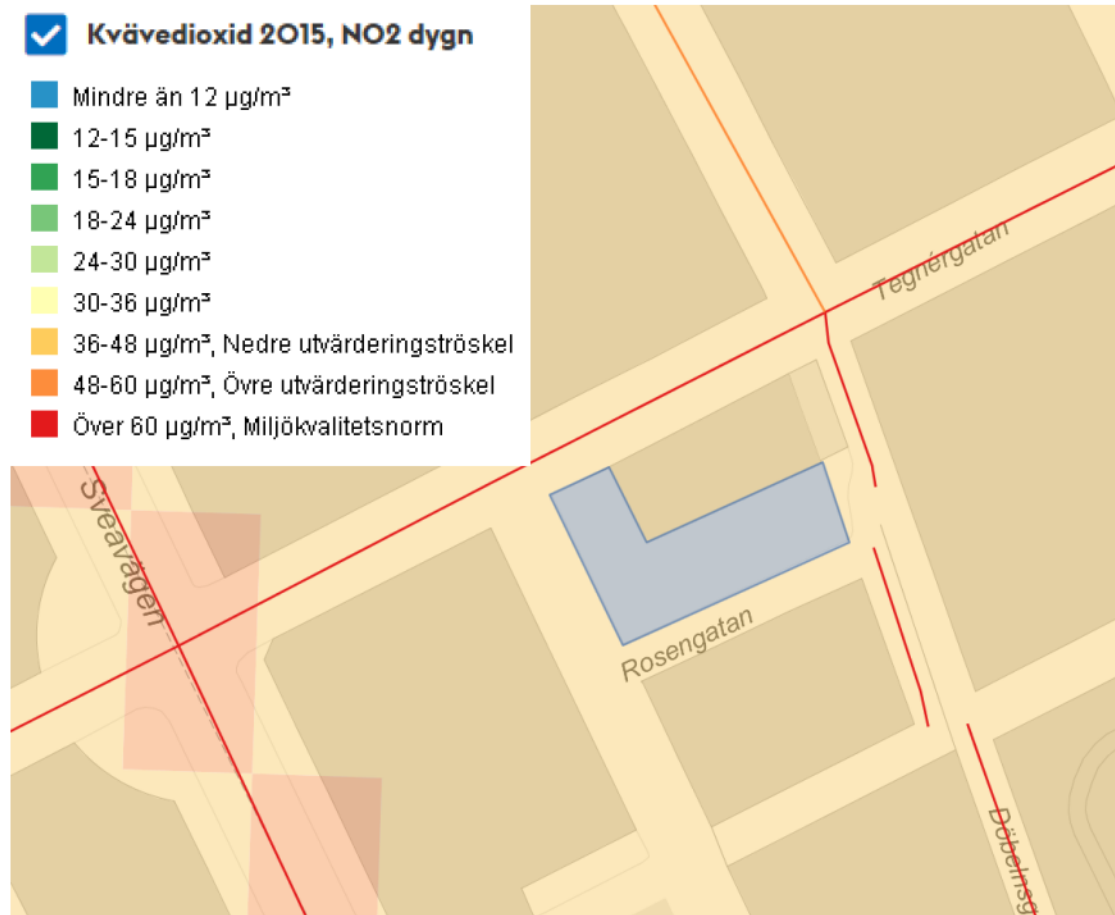 Kvävedioxid 2015, NO2 dygn
Mindre än 12 µg/m³
12-15 µg/m³
15-18 µg/m³
18-24 µg/m³
24-30 µg/m³
30-36 µg/m³
36-48 µg/m³, Nedre utvärderingströskel
48-60 µg/m³, Övre utvärderingströskel
Över 60 µg/m³, Miljökvalitetsnorm
Tegnérgatan
Sveavägen
Rosengatan
Döbelnsg